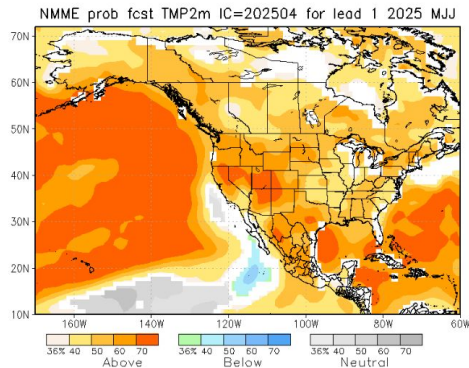 NMME prob fcst TMP2m IC=202504 for lead 1 2025 MJJ
70N
60N
50N
40N
30N
20N
10N
160W 140W 120W 100W 80W 60W
36% 40 50 60 70 36% 40 50 60 70 36% 40 50 60 70
Above Below Neutral